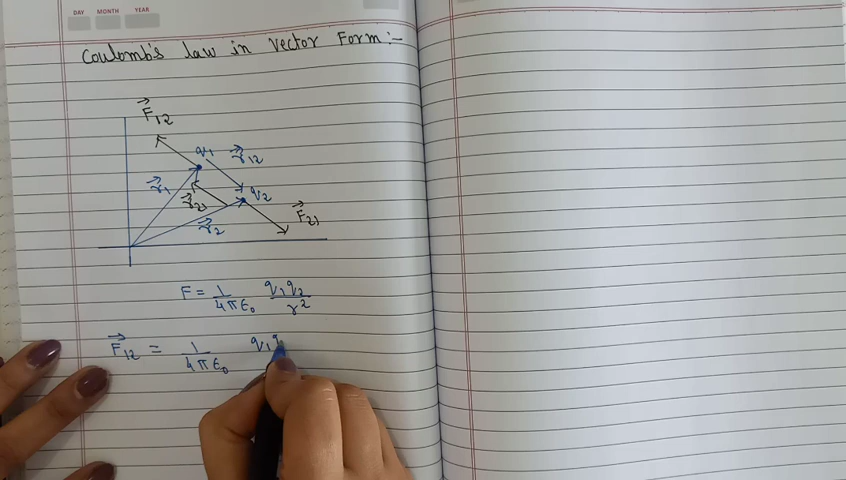 DAY MONTH YEAR
Coulomb's law in Vector Form:-
F⃗₁₂
q₁
r⃗₁₂
r⃗₁
q₂
r⃗₂₁
F⃗₂₁
r⃗₂
F = 1/4πϵ₀ q₁q₂/r²
F⃗₁₂ = 1/4πϵ₀ q₁q